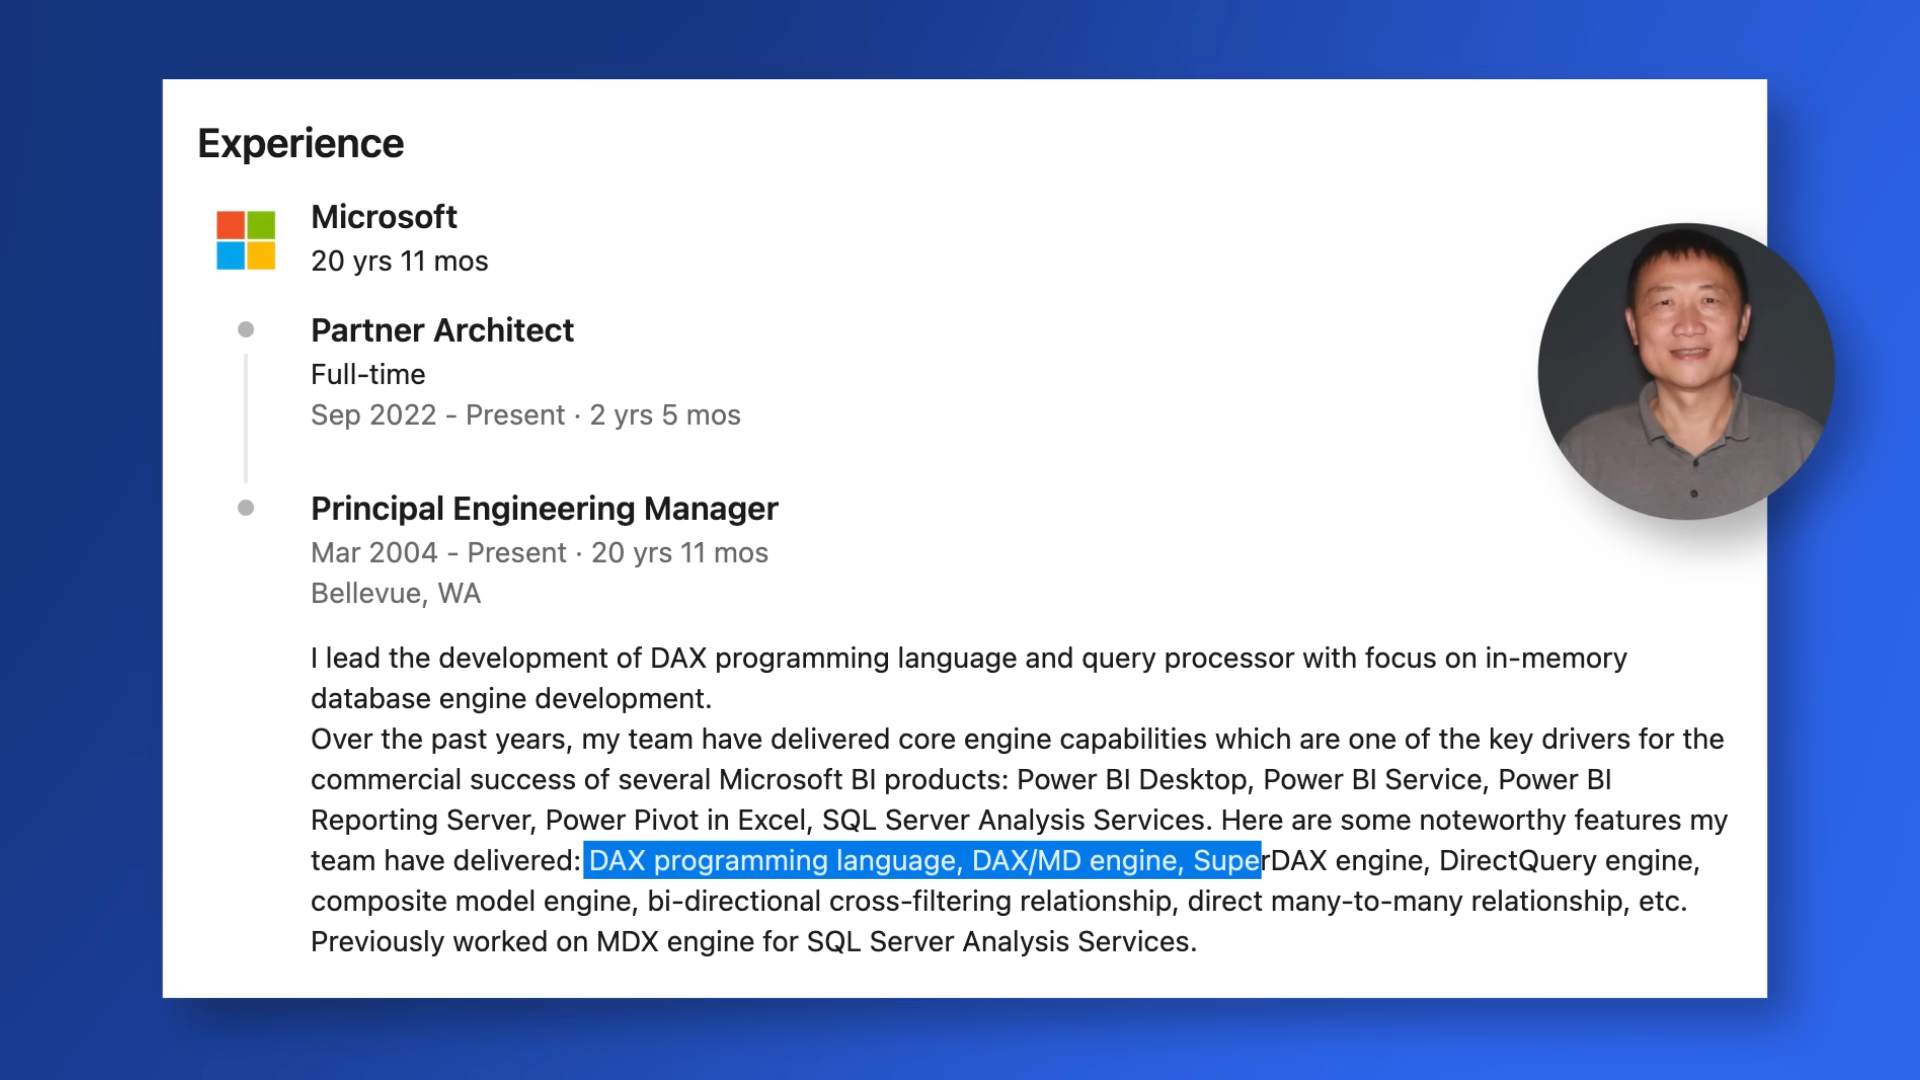 Experience
Microsoft
20 yrs 11 mos
Partner Architect
Full-time
Sep 2022 - Present · 2 yrs 5 mos
Principal Engineering Manager
Mar 2004 - Present · 20 yrs 11 mos
Bellevue, WA
I lead the development of DAX programming language and query processor with focus on in-memory
database engine development.
Over the past years, my team have delivered core engine capabilities which are one of the key drivers for the
commercial success of several Microsoft BI products: Power BI Desktop, Power BI Service, Power BI
Reporting Server, Power Pivot in Excel, SQL Server Analysis Services. Here are some noteworthy features my
team have delivered: DAX programming language, DAX/MD engine, SuperDAX engine, DirectQuery engine,
composite model engine, bi-directional cross-filtering relationship, direct many-to-many relationship, etc.
Previously worked on MDX engine for SQL Server Analysis Services.